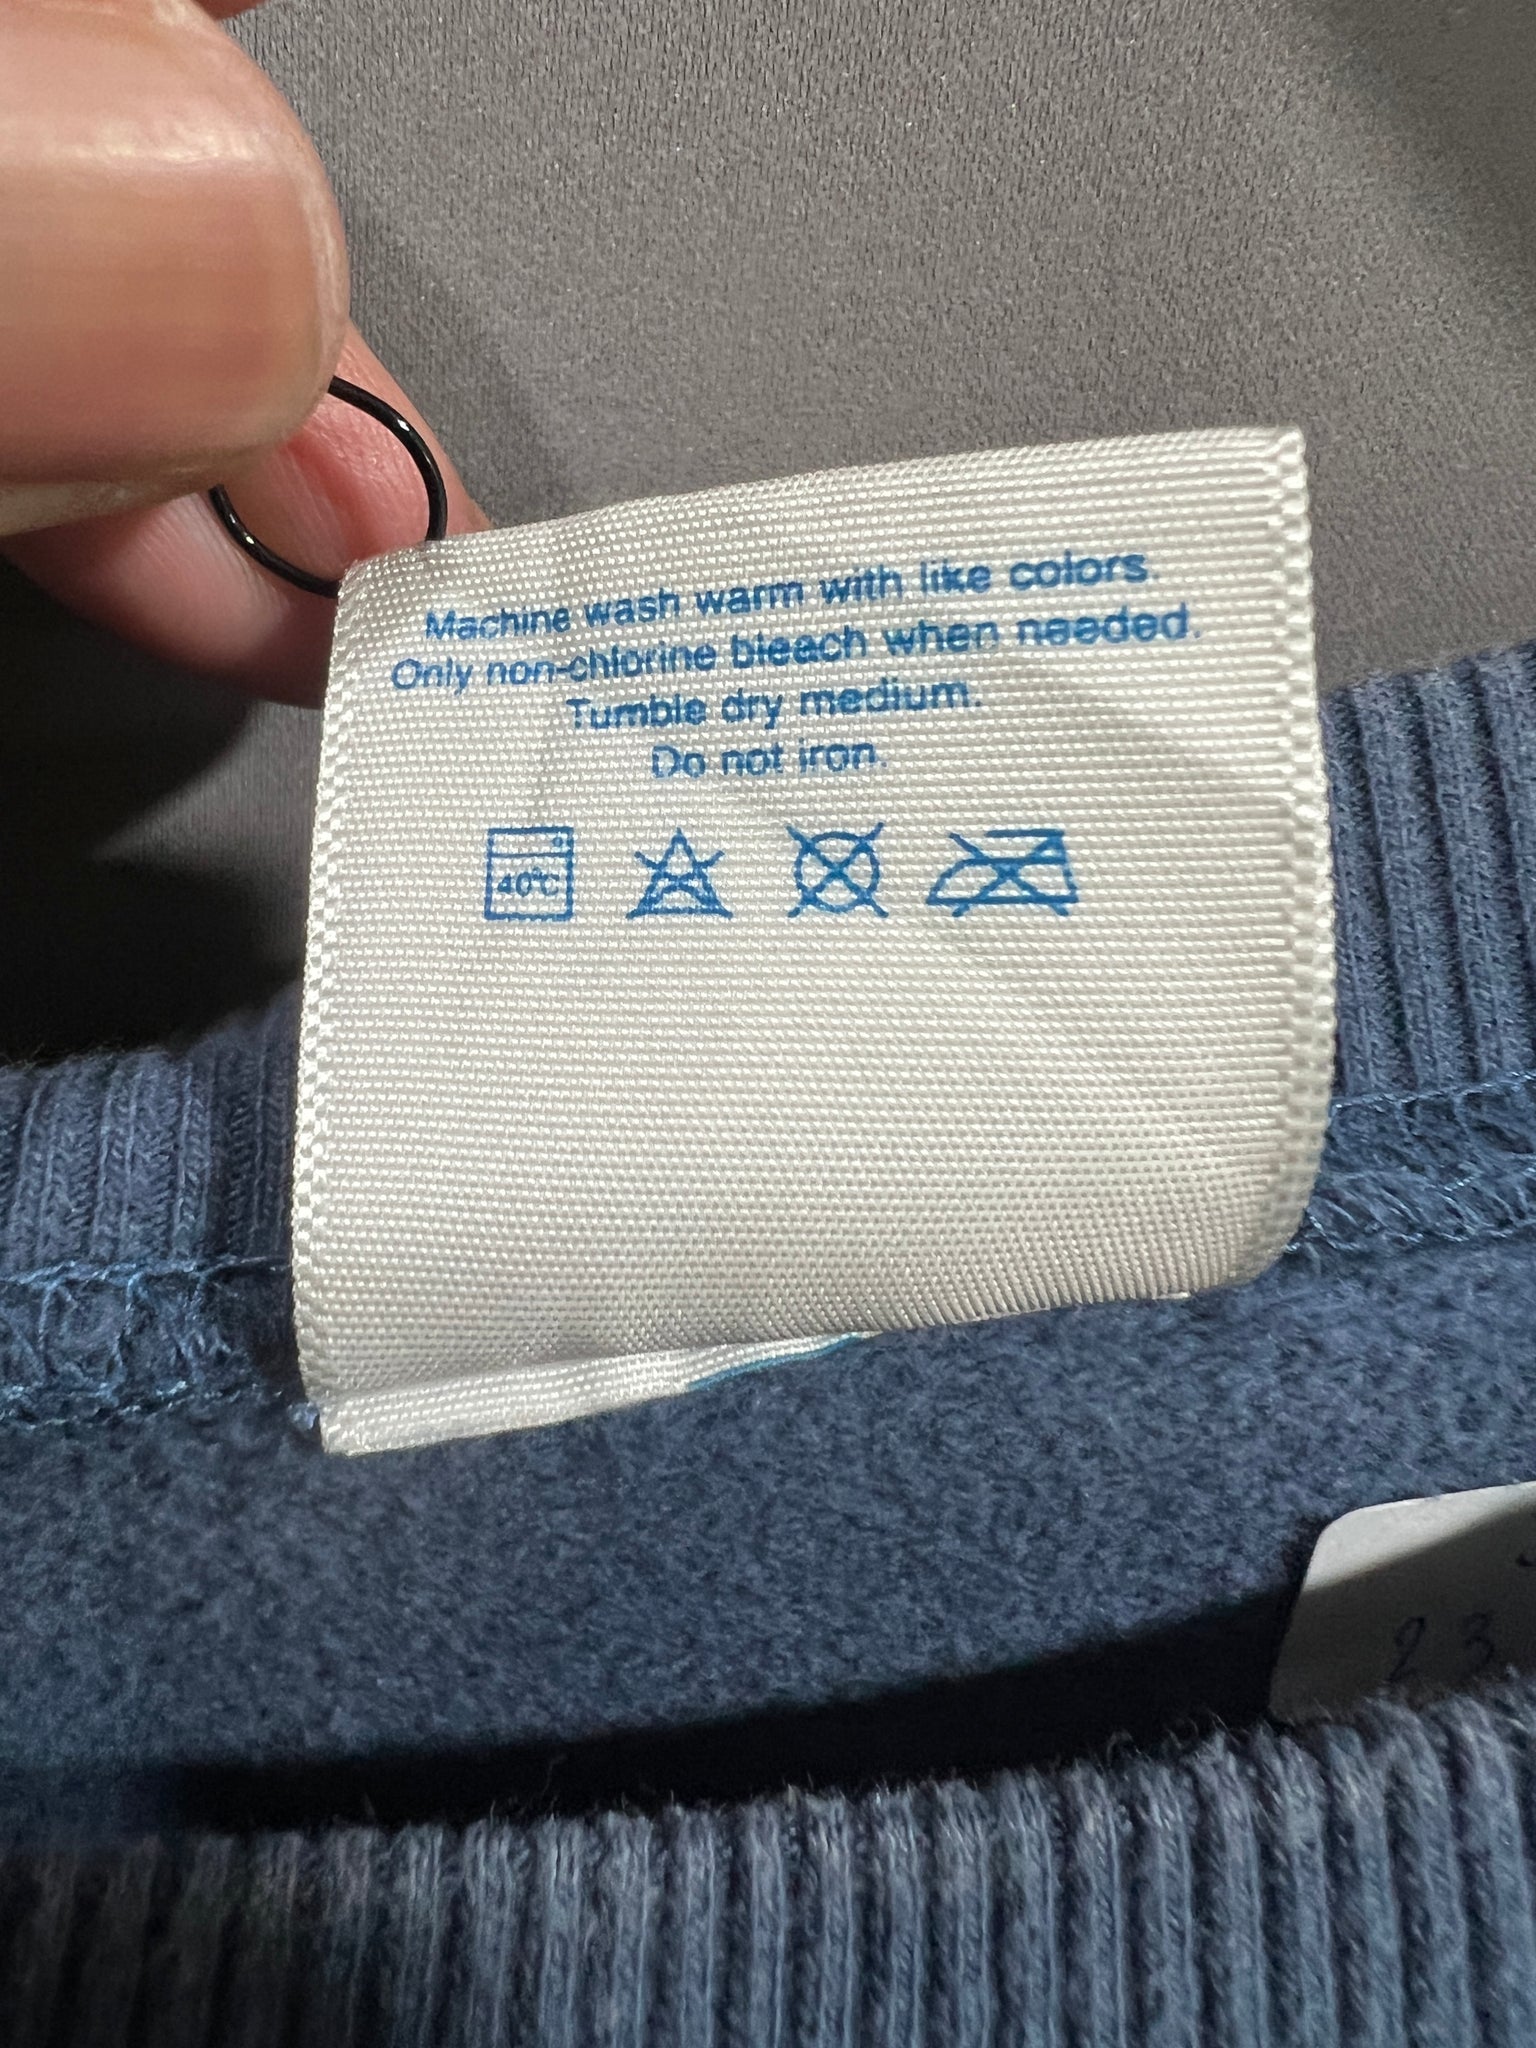 Machine wash warm with like colors.
Only non-chlorine bleach when needed.
Tumble dry medium.
Do not iron.
40°C
23